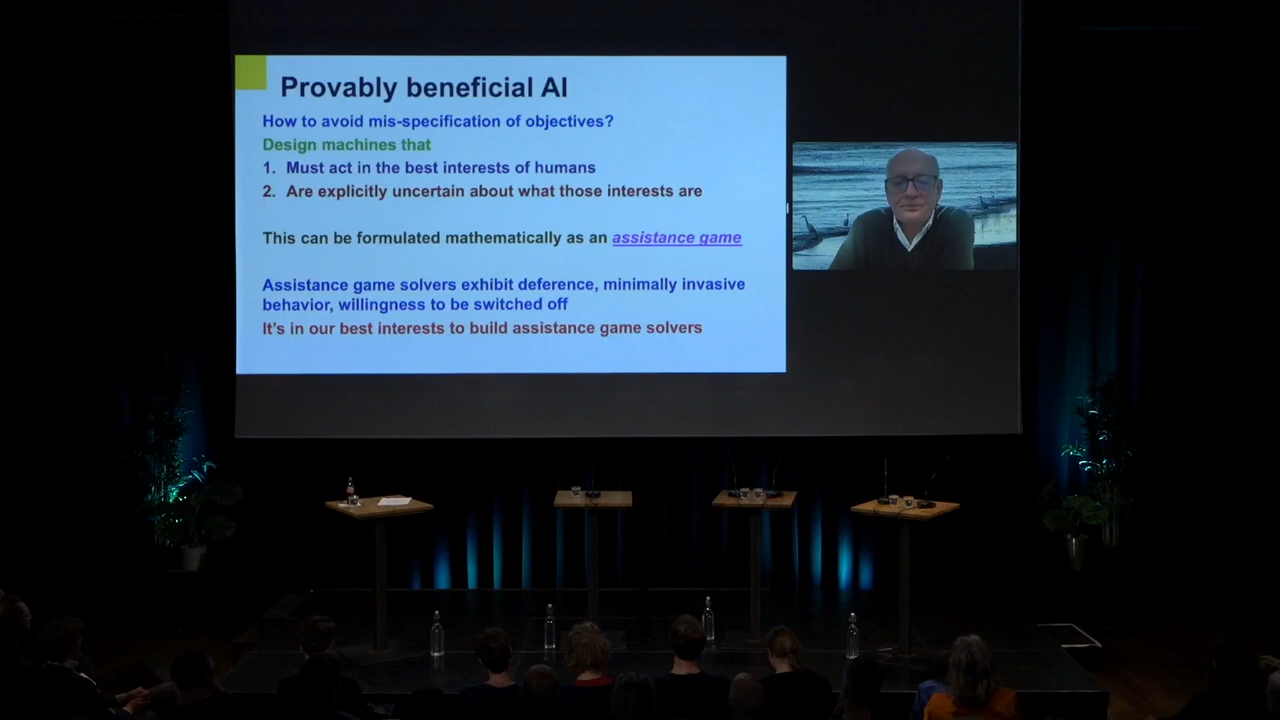 Provably beneficial AI
How to avoid mis-specification of objectives?
Design machines that
1. Must act in the best interests of humans
2. Are explicitly uncertain about what those interests are
This can be formulated mathematically as an assistance game
Assistance game solvers exhibit deference, minimally invasive
behavior, willingness to be switched off
It's in our best interests to build assistance game solvers